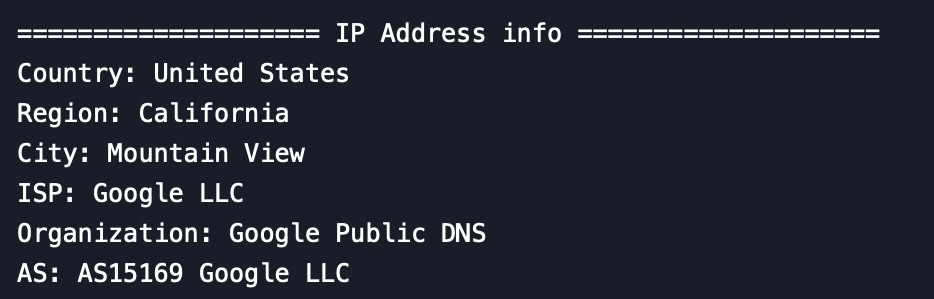 ==================== IP Address info ====================
Country: United States
Region: California
City: Mountain View
ISP: Google LLC
Organization: Google Public DNS
AS: AS15169 Google LLC